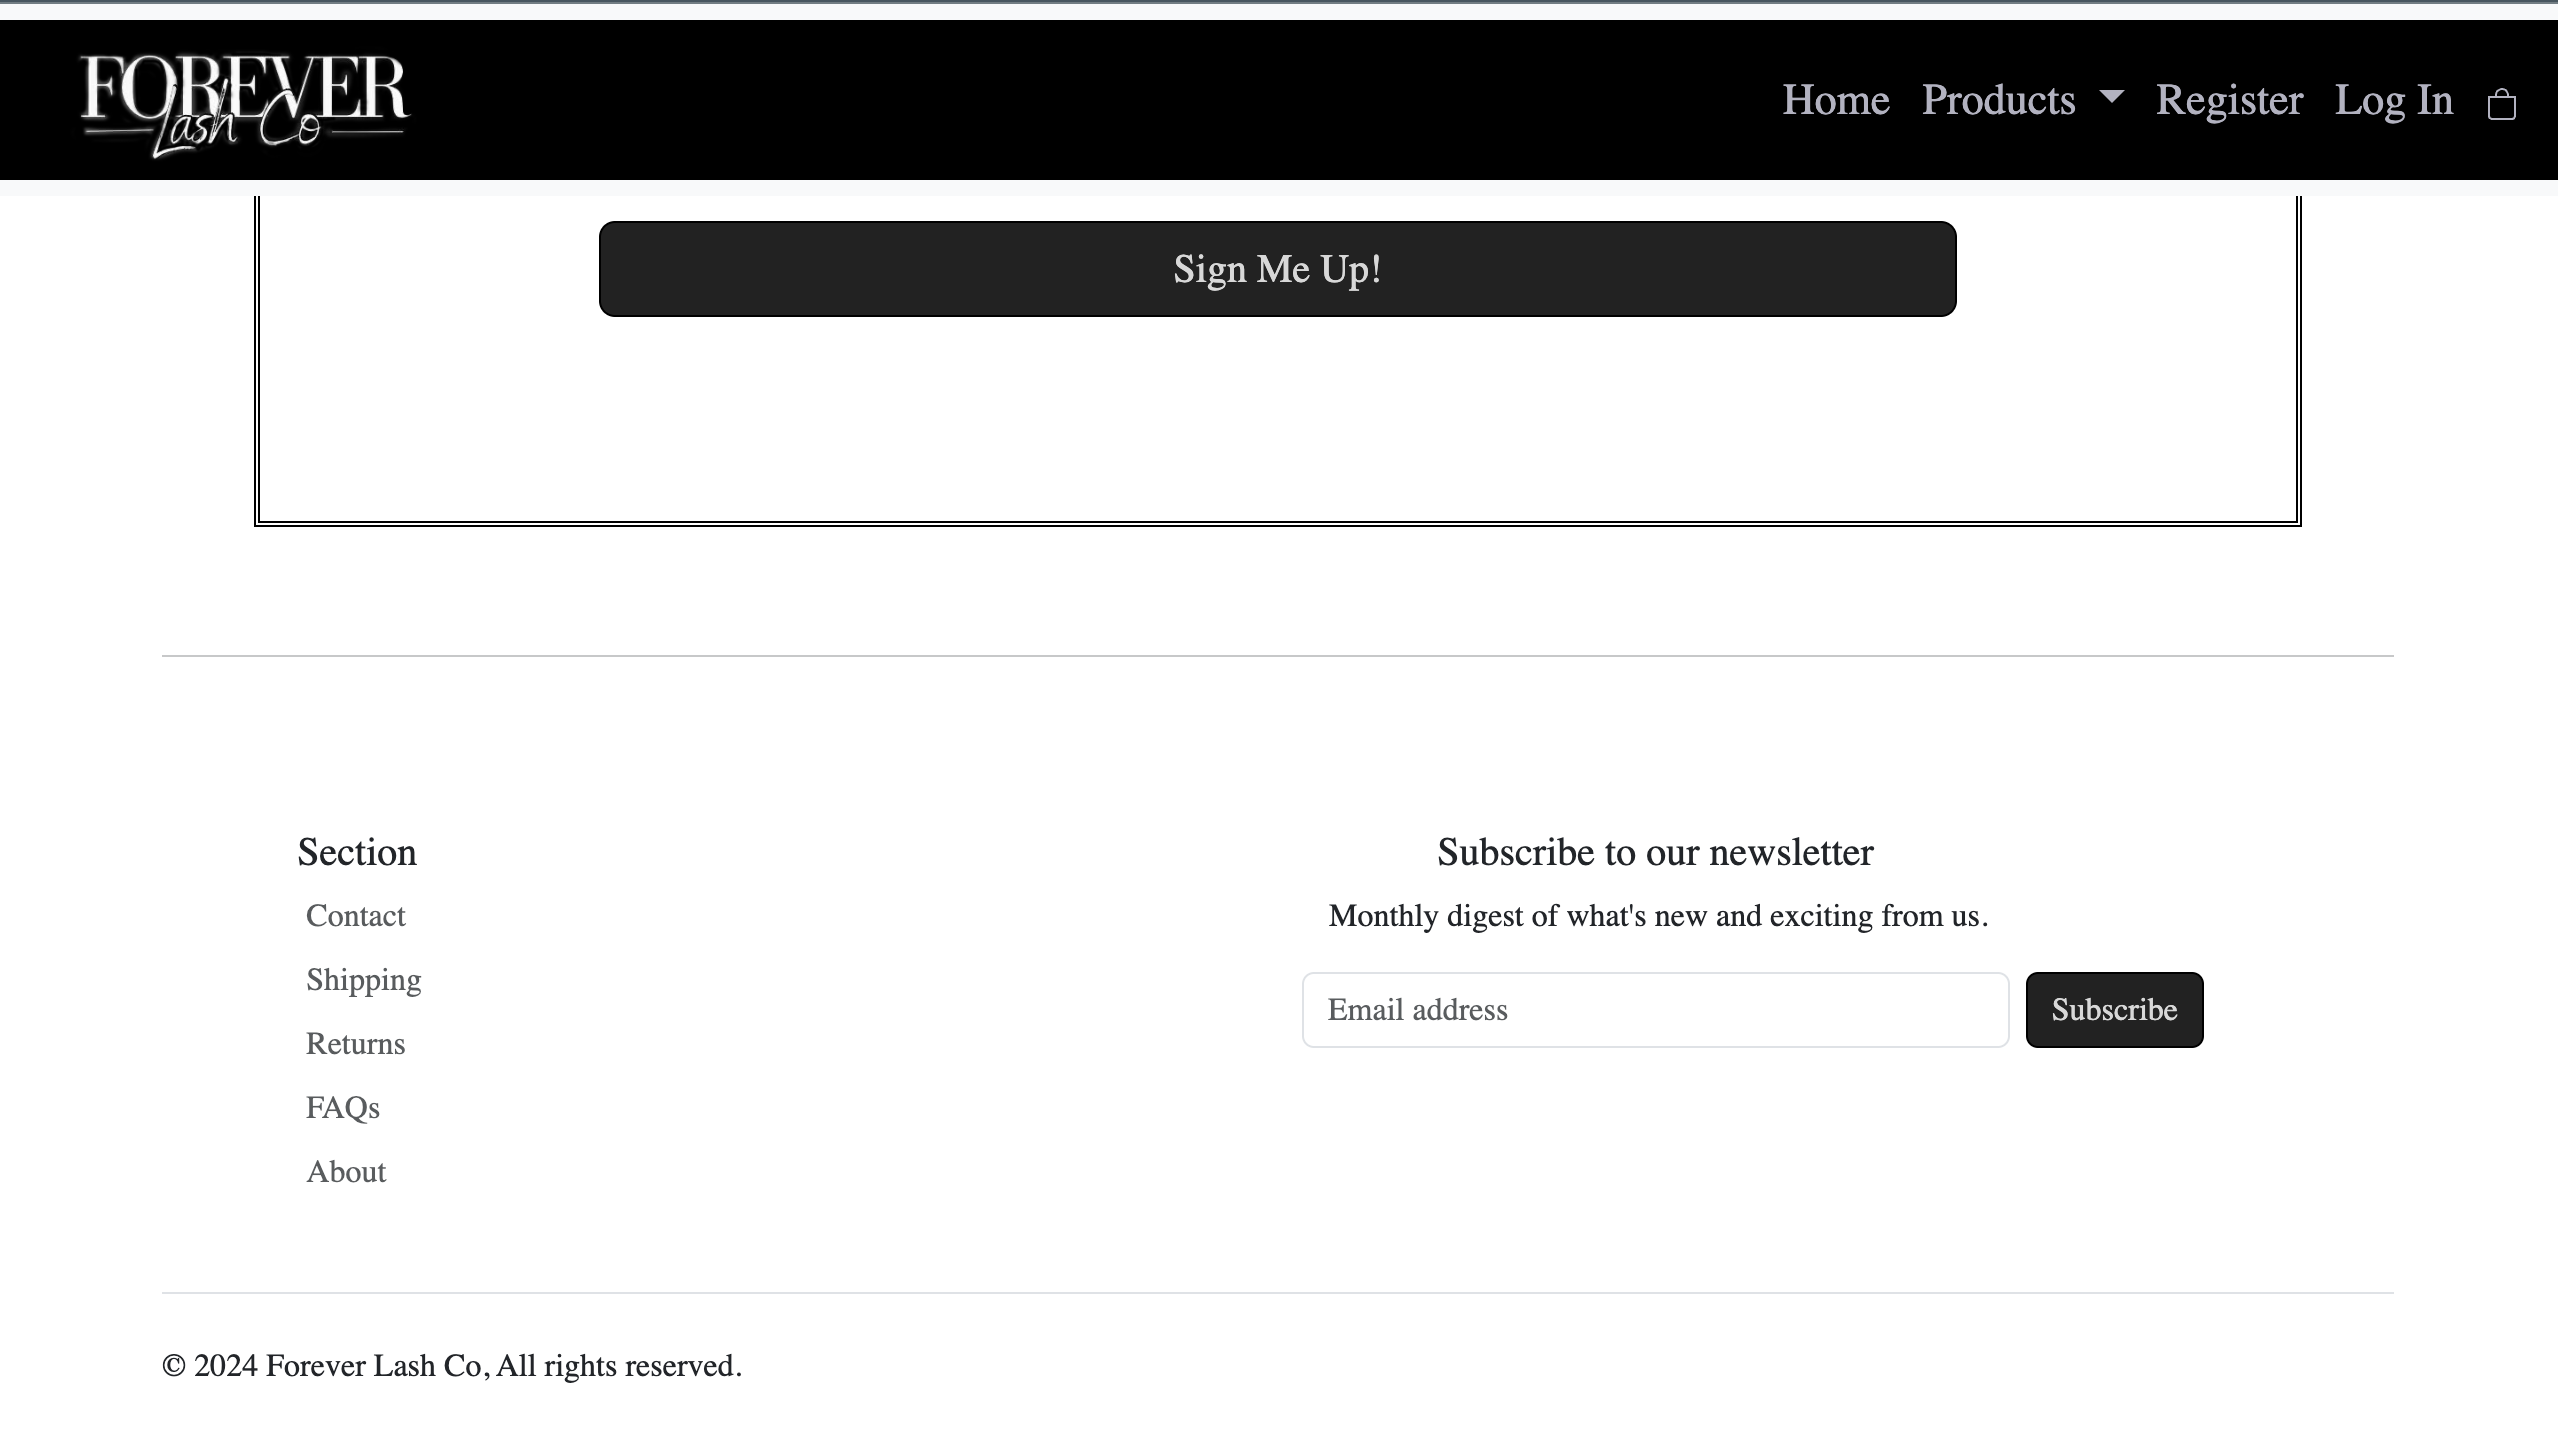 FOREVER
Lash Co
Home Products Register Log In
Sign Me Up!
Section
Contact
Shipping
Returns
FAQs
About
Subscribe to our newsletter
Monthly digest of what's new and exciting from us.
Email address
Subscribe
© 2024 Forever Lash Co, All rights reserved.